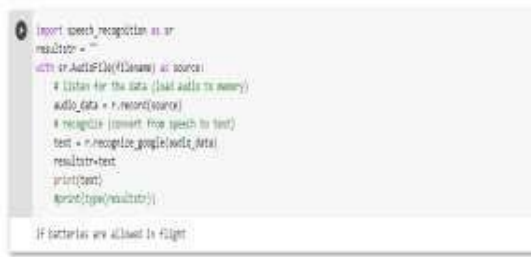 import speech_recognition as sr
resultstr = ""
with sr.AudioFile(filename) as source:
# listen for the data (load audio to memory)
audio_data = r.record(source)
# recognize (convert from speech to text)
text = r.recognize_google(audio_data)
resultstr=text
print(text)
#print(type(resultstr))
if batteries are allowed in flight